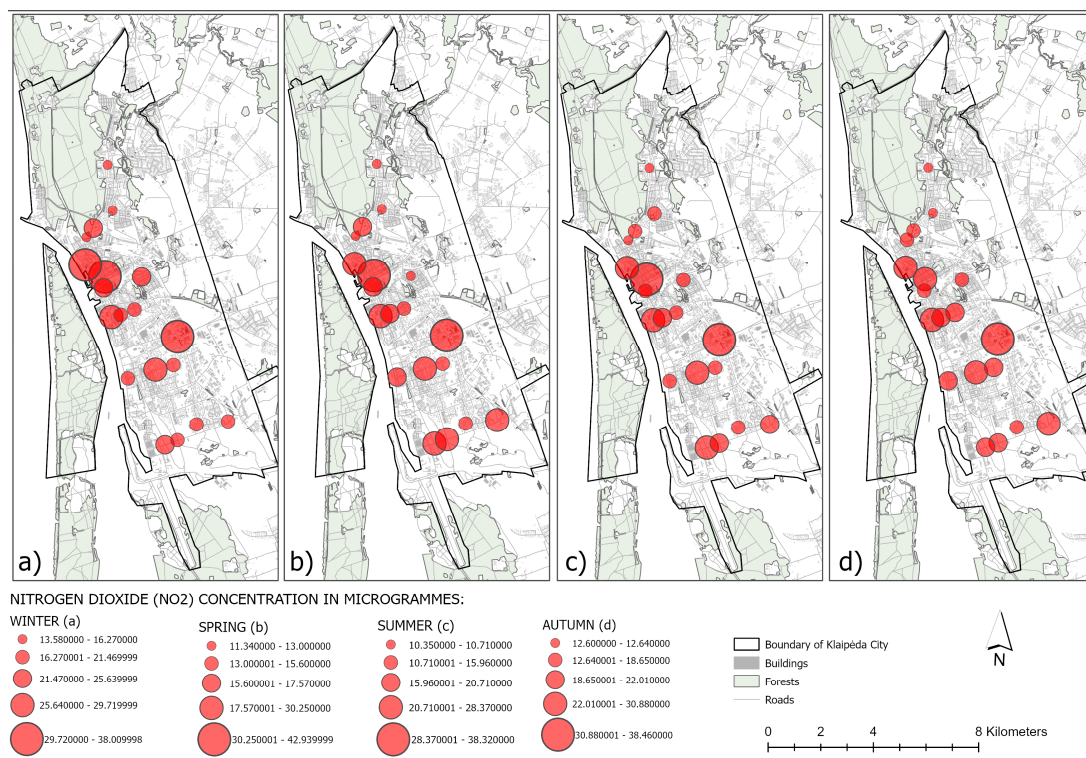 a)
b)
c)
d)
NITROGEN DIOXIDE (NO2) CONCENTRATION IN MICROGRAMMES:
WINTER (a)
13.580000 - 16.270000
16.270001 - 21.469999
21.470000 - 25.639999
25.640000 - 29.719999
29.720000 - 38.009998
SPRING (b)
11.340000 - 13.000000
13.000001 - 15.600000
15.600001 - 17.570000
17.570001 - 30.250000
30.250001 - 42.939999
SUMMER (c)
10.350000 - 10.710000
10.710001 - 15.960000
15.960001 - 20.710000
20.710001 - 28.370000
28.370001 - 38.320000
AUTUMN (d)
12.600000 - 12.640000
12.640001 - 18.650000
18.650001 - 22.010000
22.010001 - 30.880000
30.880001 - 38.460000
Boundary of Klaipėda City
Buildings
Forests
Roads
N
0 2 4 8 Kilometers